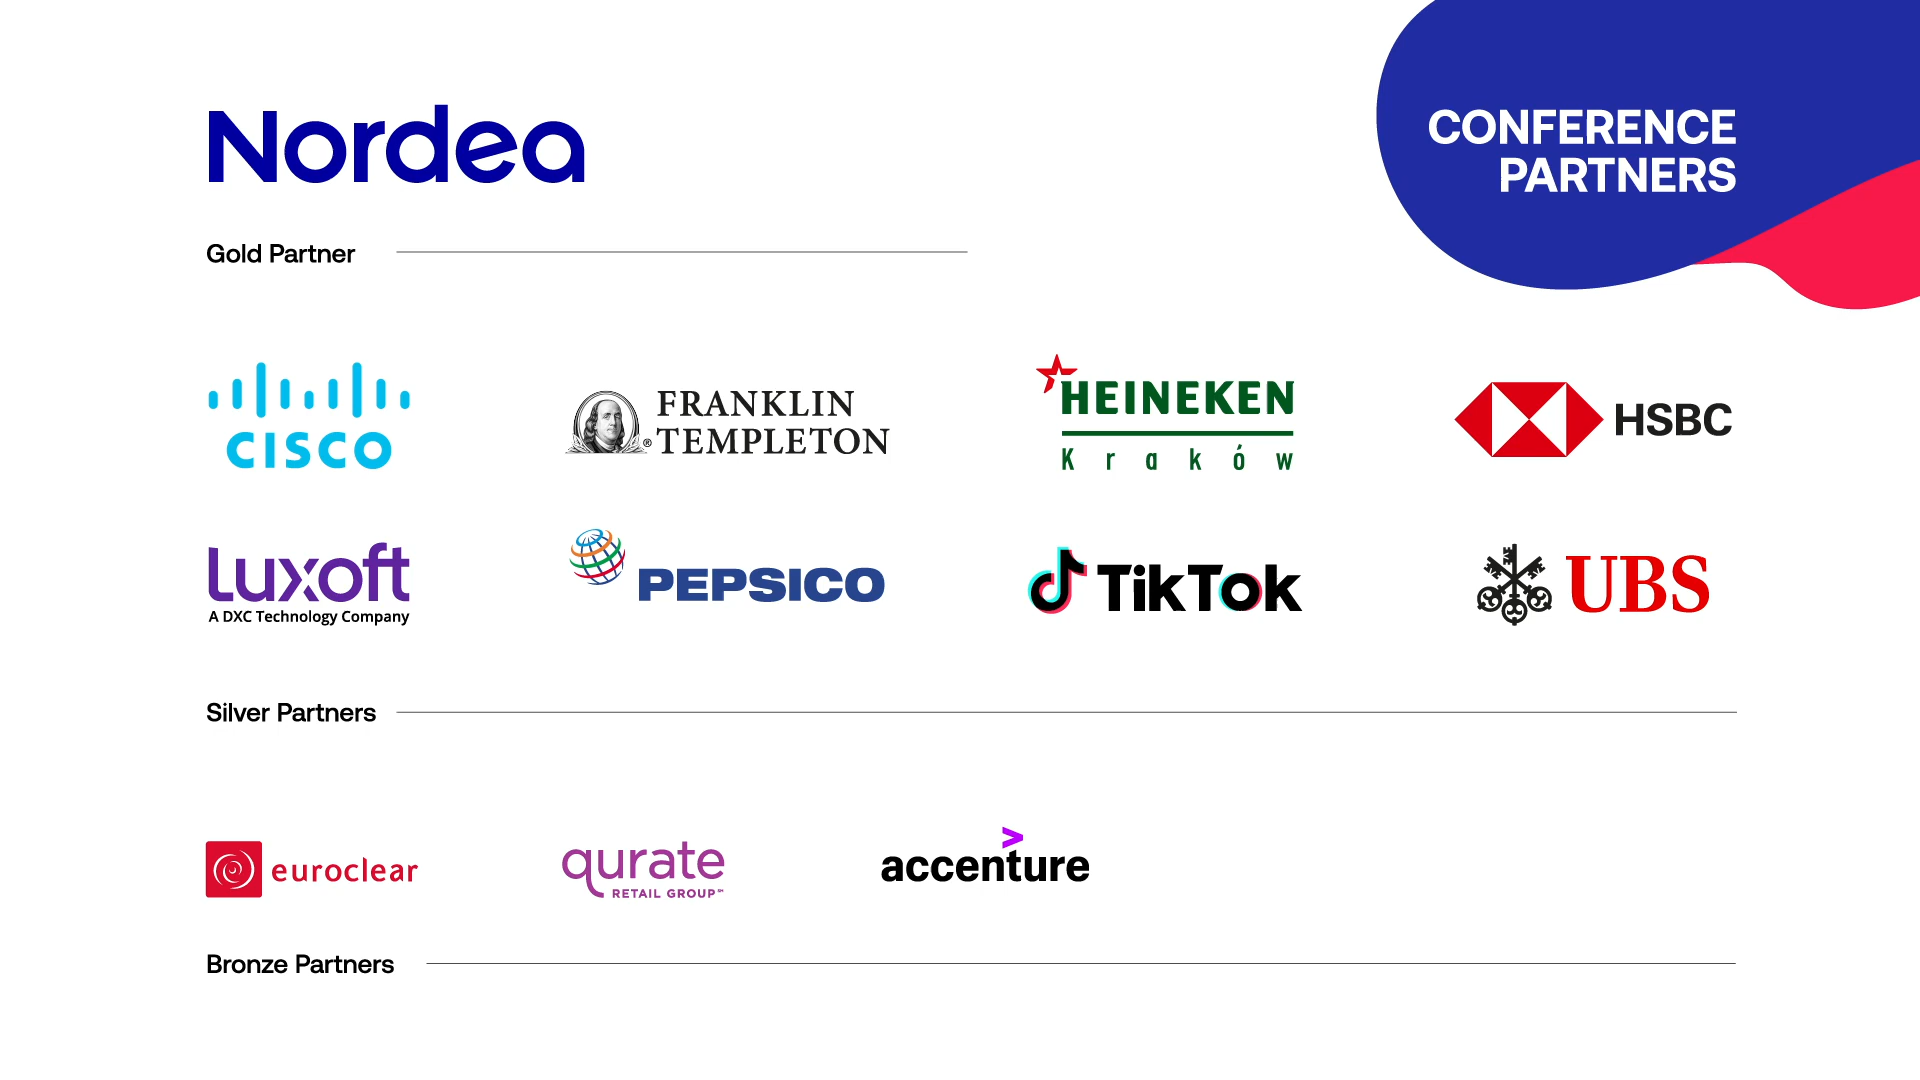 CONFERENCE
PARTNERS
Nordea
Gold Partner
CISCO
FRANKLIN
TEMPLETON
®
HEINEKEN
Kraków
HSBC
Luxoft
A DXC Technology Company
PEPSICO
TikTok
UBS
Silver Partners
euroclear
qurate
RETAIL GROUP℠
accenture
Bronze Partners